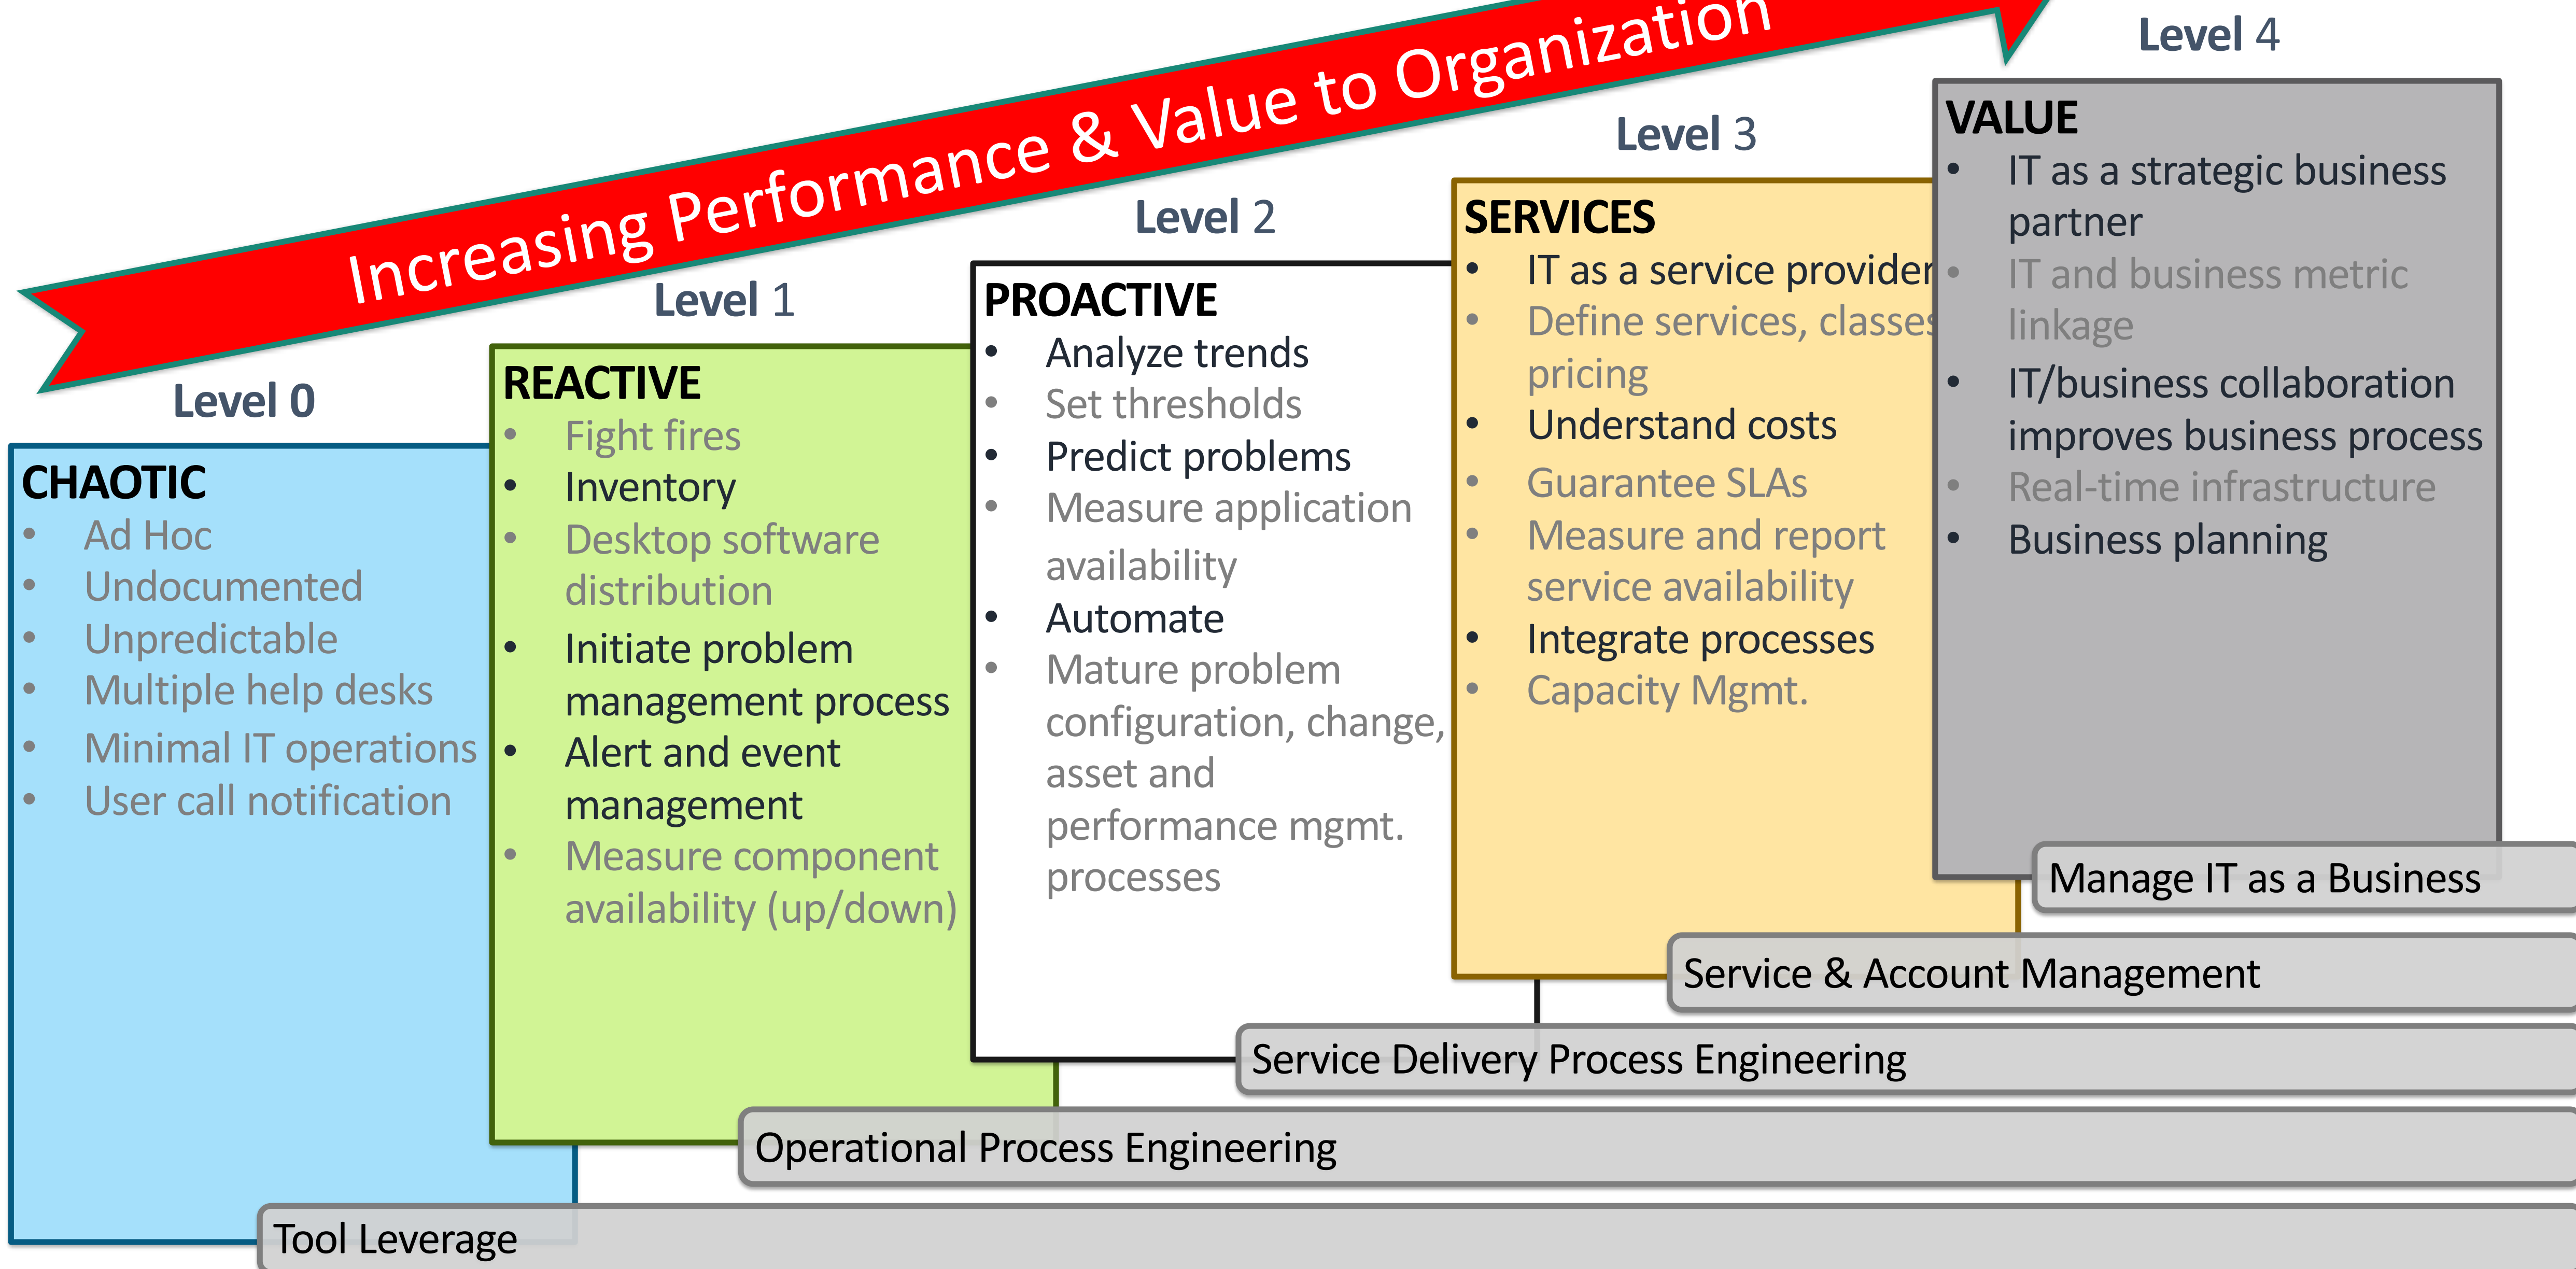 Increasing Performance & Value to Organization
Level 0
CHAOTIC
• Ad Hoc
• Undocumented
• Unpredictable
• Multiple help desks
• Minimal IT operations
• User call notification
Level 1
REACTIVE
• Fight fires
• Inventory
• Desktop software
distribution
• Initiate problem
management process
• Alert and event
management
• Measure component
availability (up/down)
Level 2
PROACTIVE
• Analyze trends
• Set thresholds
• Predict problems
• Measure application
availability
• Automate
• Mature problem
configuration, change,
asset and
performance mgmt.
processes
Level 3
SERVICES
• IT as a service provider
• Define services, classes
pricing
• Understand costs
• Guarantee SLAs
• Measure and report
service availability
• Integrate processes
• Capacity Mgmt.
Level 4
VALUE
• IT as a strategic business
partner
• IT and business metric
linkage
• IT/business collaboration
improves business process
• Real-time infrastructure
• Business planning
Manage IT as a Business
Service & Account Management
Service Delivery Process Engineering
Operational Process Engineering
Tool Leverage